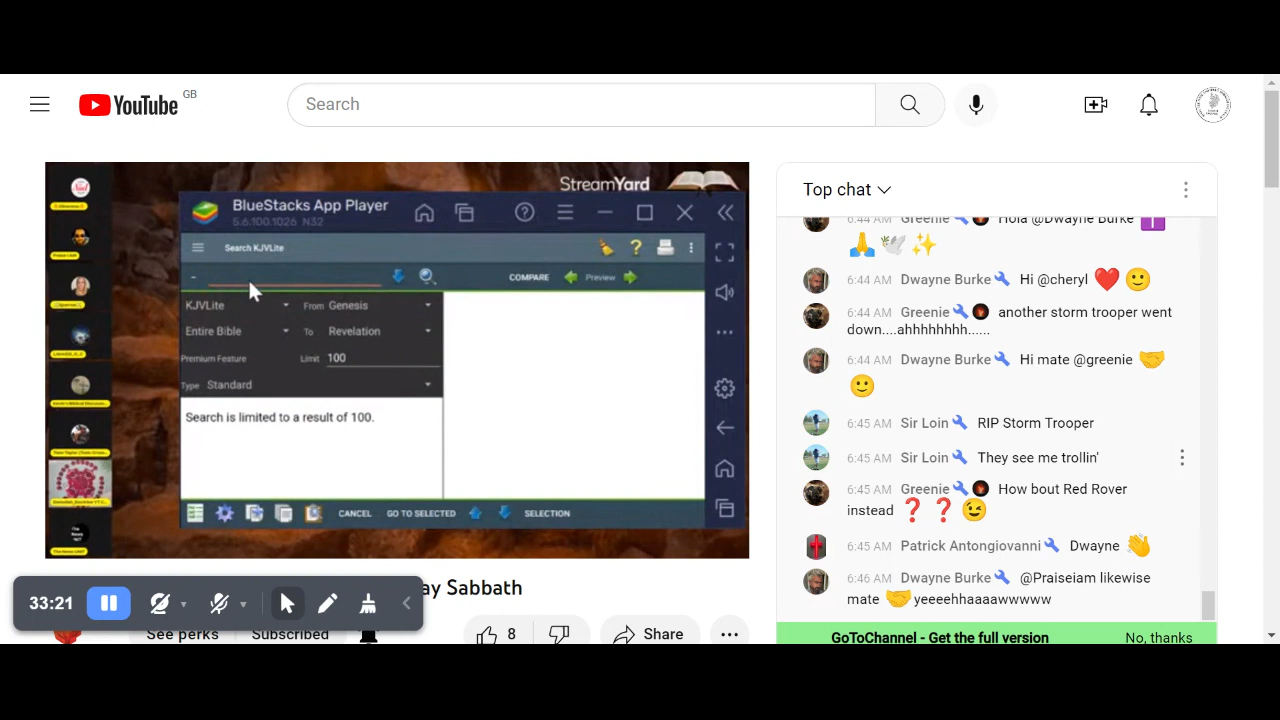 YouTube GB
Search
StreamYard
BlueStacks App Player
5.6.100.1026 N32
Search KJVLite
COMPARE Preview
KJVLite From Genesis
Entire Bible To Revelation
Premium Feature Limit 100
Type Standard
Search is limited to a result of 100.
CANCEL GO TO SELECTED SELECTION
ay Sabbath
33:21
See perks Subscribed 8 Share
Top chat
6:44 AM Greenie Hola @Dwayne Burke
6:44 AM Dwayne Burke Hi @cheryl
6:44 AM Greenie another storm trooper went
down....ahhhhhhhh......
6:44 AM Dwayne Burke Hi mate @greenie
6:45 AM Sir Loin RIP Storm Trooper
6:45 AM Sir Loin They see me trollin'
6:45 AM Greenie How bout Red Rover
instead
6:45 AM Patrick Antongiovanni Dwayne
6:46 AM Dwayne Burke @Praiseiam likewise
mate yeeeehhaaaawwwww
GoToChannel - Get the full version No, thanks